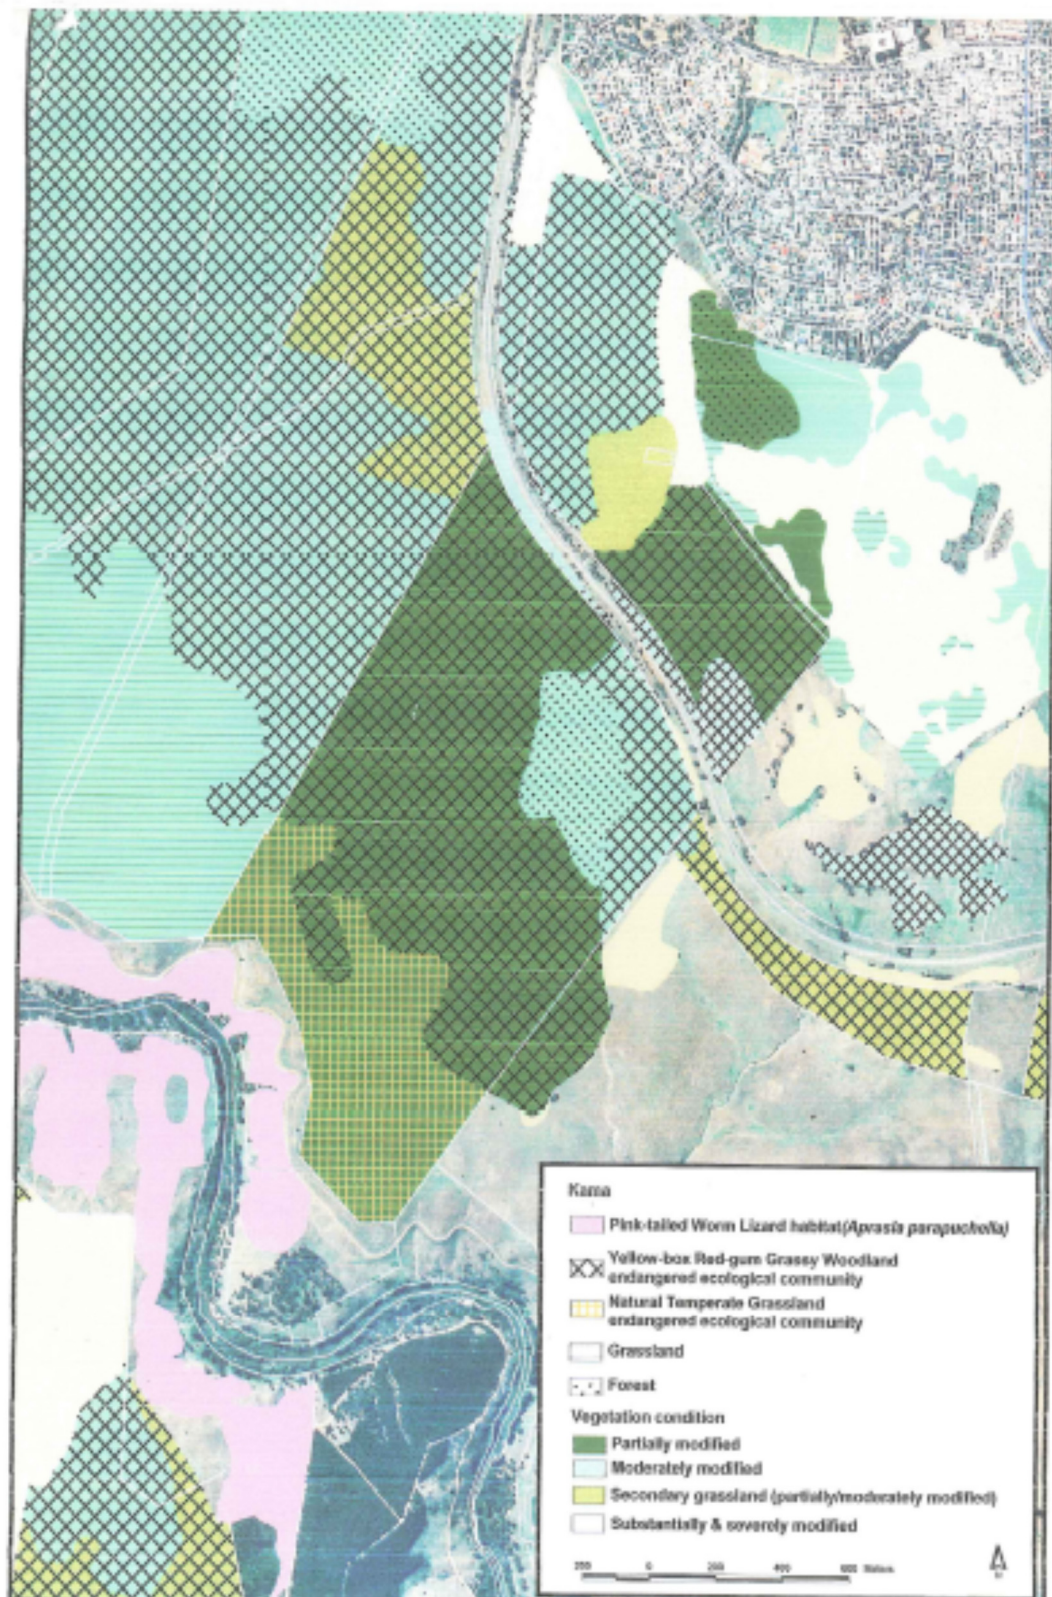 Kama
Pink-tailed Worm Lizard habitat(Aprasia parapuchella)
Yellow-box Red-gum Grassy Woodland
endangered ecological community
Natural Temperate Grassland
endangered ecological community
Grassland
Forest
Vegetation condition
Partially modified
Moderately modified
Secondary grassland (partially/moderately modified)
Substantially & severely modified
200 0 200 400 600 Meters
N